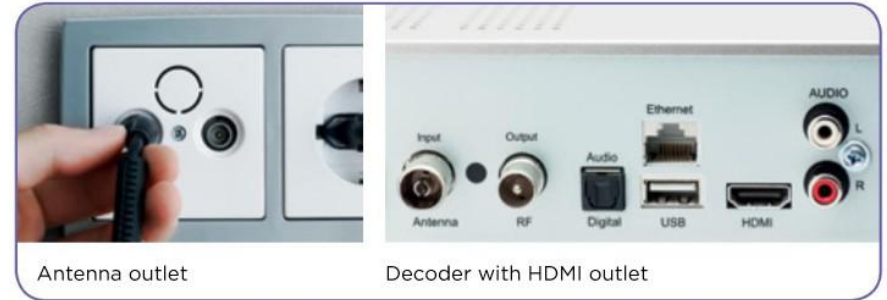 Input
Antenna
Output
RF
Audio
Digital
Ethernet
USB
HDMI
AUDIO
L
R
Antenna outlet
Decoder with HDMI outlet